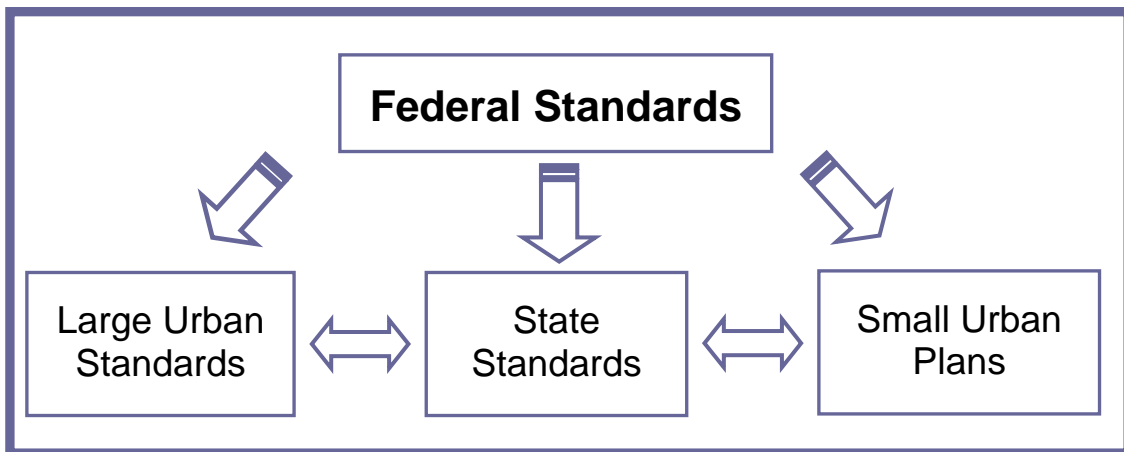 Federal Standards
Large Urban
Standards
State
Standards
Small Urban
Plans